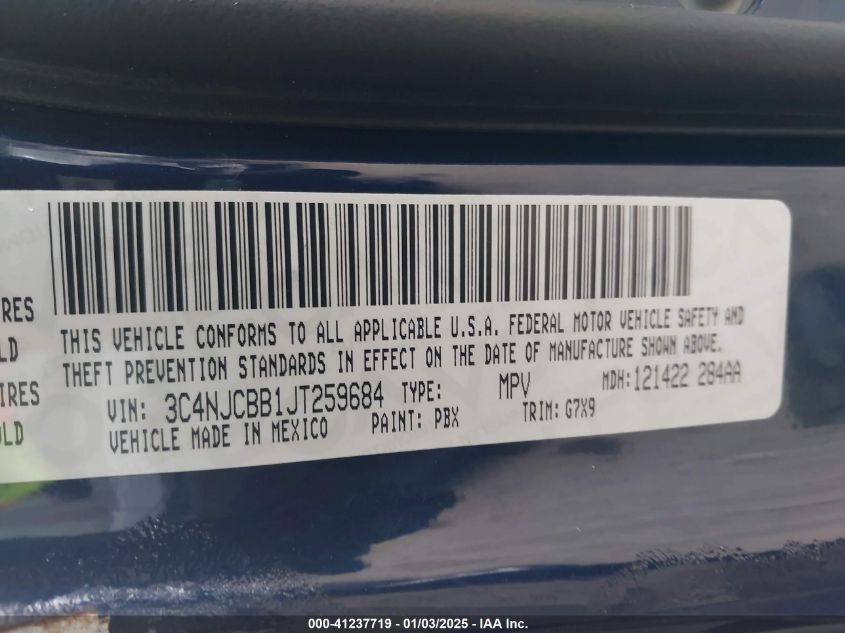 RES
LD
IRES
OLD
THIS VEHICLE CONFORMS TO ALL APPLICABLE U.S.A. FEDERAL MOTOR VEHICLE SAFETY AND
THEFT PREVENTION STANDARDS IN EFFECT ON THE DATE OF MANUFACTURE SHOWN ABOVE.
VIN: 3C4NJCBB1JT259684 TYPE: MPV MDH:121422 284AA
VEHICLE MADE IN MEXICO PAINT: PBX TRIM: G7X9
000-41237719 - 01/03/2025 - IAA Inc.